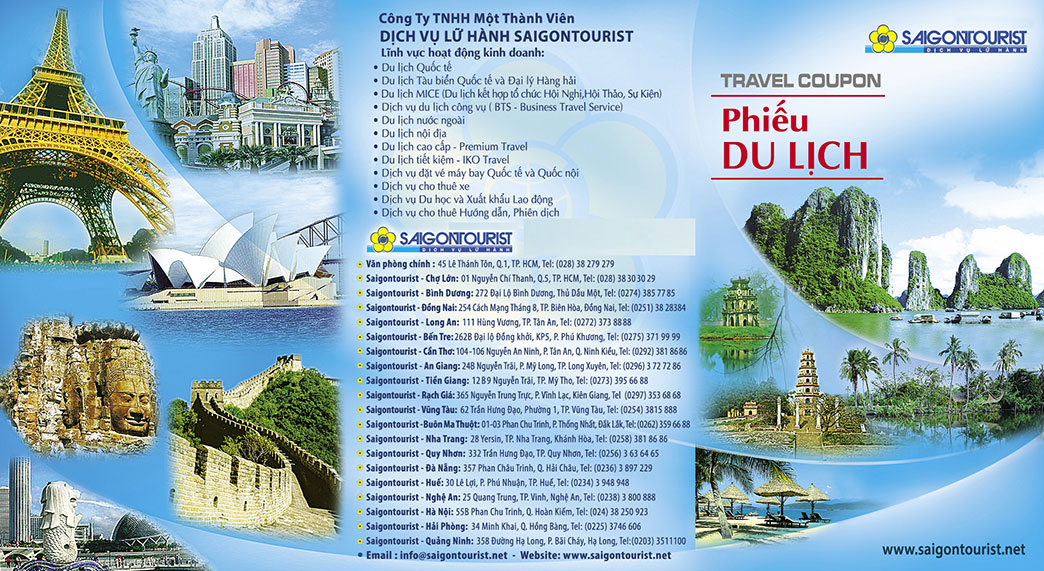 Công Ty TNHH Một Thành Viên
DỊCH VỤ LỮ HÀNH SAIGONTOURIST
Lĩnh vực hoạt động kinh doanh:
• Du lịch Quốc tế
• Du lịch Tàu biển Quốc tế và Đại lý Hàng hải
• Du lịch MICE (Du lịch kết hợp tổ chức Hội Nghị,Hội Thảo, Sự Kiện)
• Dịch vụ du lịch công vụ ( BTS - Business Travel Service)
• Du lịch nước ngoài
• Du lịch nội địa
• Du lịch cao cấp - Premium Travel
• Du lịch tiết kiệm - IKO Travel
• Dịch vụ đặt vé máy bay Quốc tế và Quốc nội
• Dịch vụ cho thuê xe
• Dịch vụ Du học và Xuất khẩu Lao động
• Dịch vụ cho thuê Hướng dẫn, Phiên dịch
SAIGONTOURIST
DỊCH VỤ LỮ HÀNH
Văn phòng chính : 45 Lê Thánh Tôn, Q.1, TP. HCM, Tel: (028) 38 279 279
Saigontourist - Chợ Lớn: 01 Nguyễn Chí Thanh, Q.5, TP. HCM, Tel: (028) 38 30 30 29
Saigontourist - Bình Dương: 272 Đại Lộ Bình Dương, Thủ Dầu Một, Tel: (0274) 385 77 85
Saigontourist - Đồng Nai: 254 Cách Mạng Tháng 8, TP. Biên Hòa, Đồng Nai, Tel: (0251) 38 28384
Saigontourist - Long An: 111 Hùng Vương, TP. Tân An, Tel: (0272) 373 88 88
Saigontourist - Bến Tre: 262B Đại lộ Đồng khởi, KP5, P. Phú Khương, Tel: (0275) 371 99 99
Saigontourist - Cần Thơ: 104 -106 Nguyễn An Ninh, P. Tân An, Q. Ninh Kiều, Tel: (0292) 381 86 86
Saigontourist - An Giang: 24B Nguyễn Trãi, P. Mỹ Long, TP. Long Xuyên, Tel: (0296) 3 72 72 86
Saigontourist - Tiền Giang: 12 B9 Nguyễn Trãi, TP. Mỹ Tho, Tel: (0273) 395 66 88
Saigontourist - Rạch Giá: 365 Nguyễn Trung Trực, P. Vĩnh Lạc, Kiên Giang, Tel (0297) 353 68 68
Saigontourist - Vũng Tàu: 62 Trần Hưng Đạo, Phường 1, TP. Vũng Tàu, Tel: (0254) 3815 888
Saigontourist -Buôn Ma Thuột: 01-03 Phan Chu Trinh, P. Thống Nhất, Đắk Lắk, Tel: (0262) 359 66 88
Saigontourist - Nha Trang: 28 Yersin, TP. Nha Trang, Khánh Hòa, Tel: (0258) 381 86 86
Saigontourist - Quy Nhơn: 332 Trần Hưng Đạo, TP. Quy Nhơn, Tel: (0256) 3 63 64 65
Saigontourist - Đà Nẵng: 357 Phan Châu Trinh, Q. Hải Châu, Tel: (0236) 3 897 229
Saigontourist - Huế: 30 Lê Lợi, P. Phú Nhuận, TP. Huế, Tel: (0234) 3 948 948
Saigontourist - Nghệ An: 25 Quang Trung, TP. Vinh, Nghệ An, Tel: (0238) 3 800 888
Saigontourist - Hà Nội: 55B Phan Chu Trinh, Q. Hoàn Kiếm, Tel: (024) 38 250 923
Saigontourist - Hải Phòng: 34 Minh Khai, Q. Hồng Bàng, Tel: (0225) 3746 606
Saigontourist - Quảng Ninh: 358 Đường Hạ Long, P. Bãi Cháy, Hạ Long, Tel:(0203) 3511100
• Email : info@saigontourist.net - Website: www.saigontourist.net
SAIGONTOURIST
DỊCH VỤ LỮ HÀNH
TRAVEL COUPON
Phiếu
DU LỊCH
www.saigontourist.net